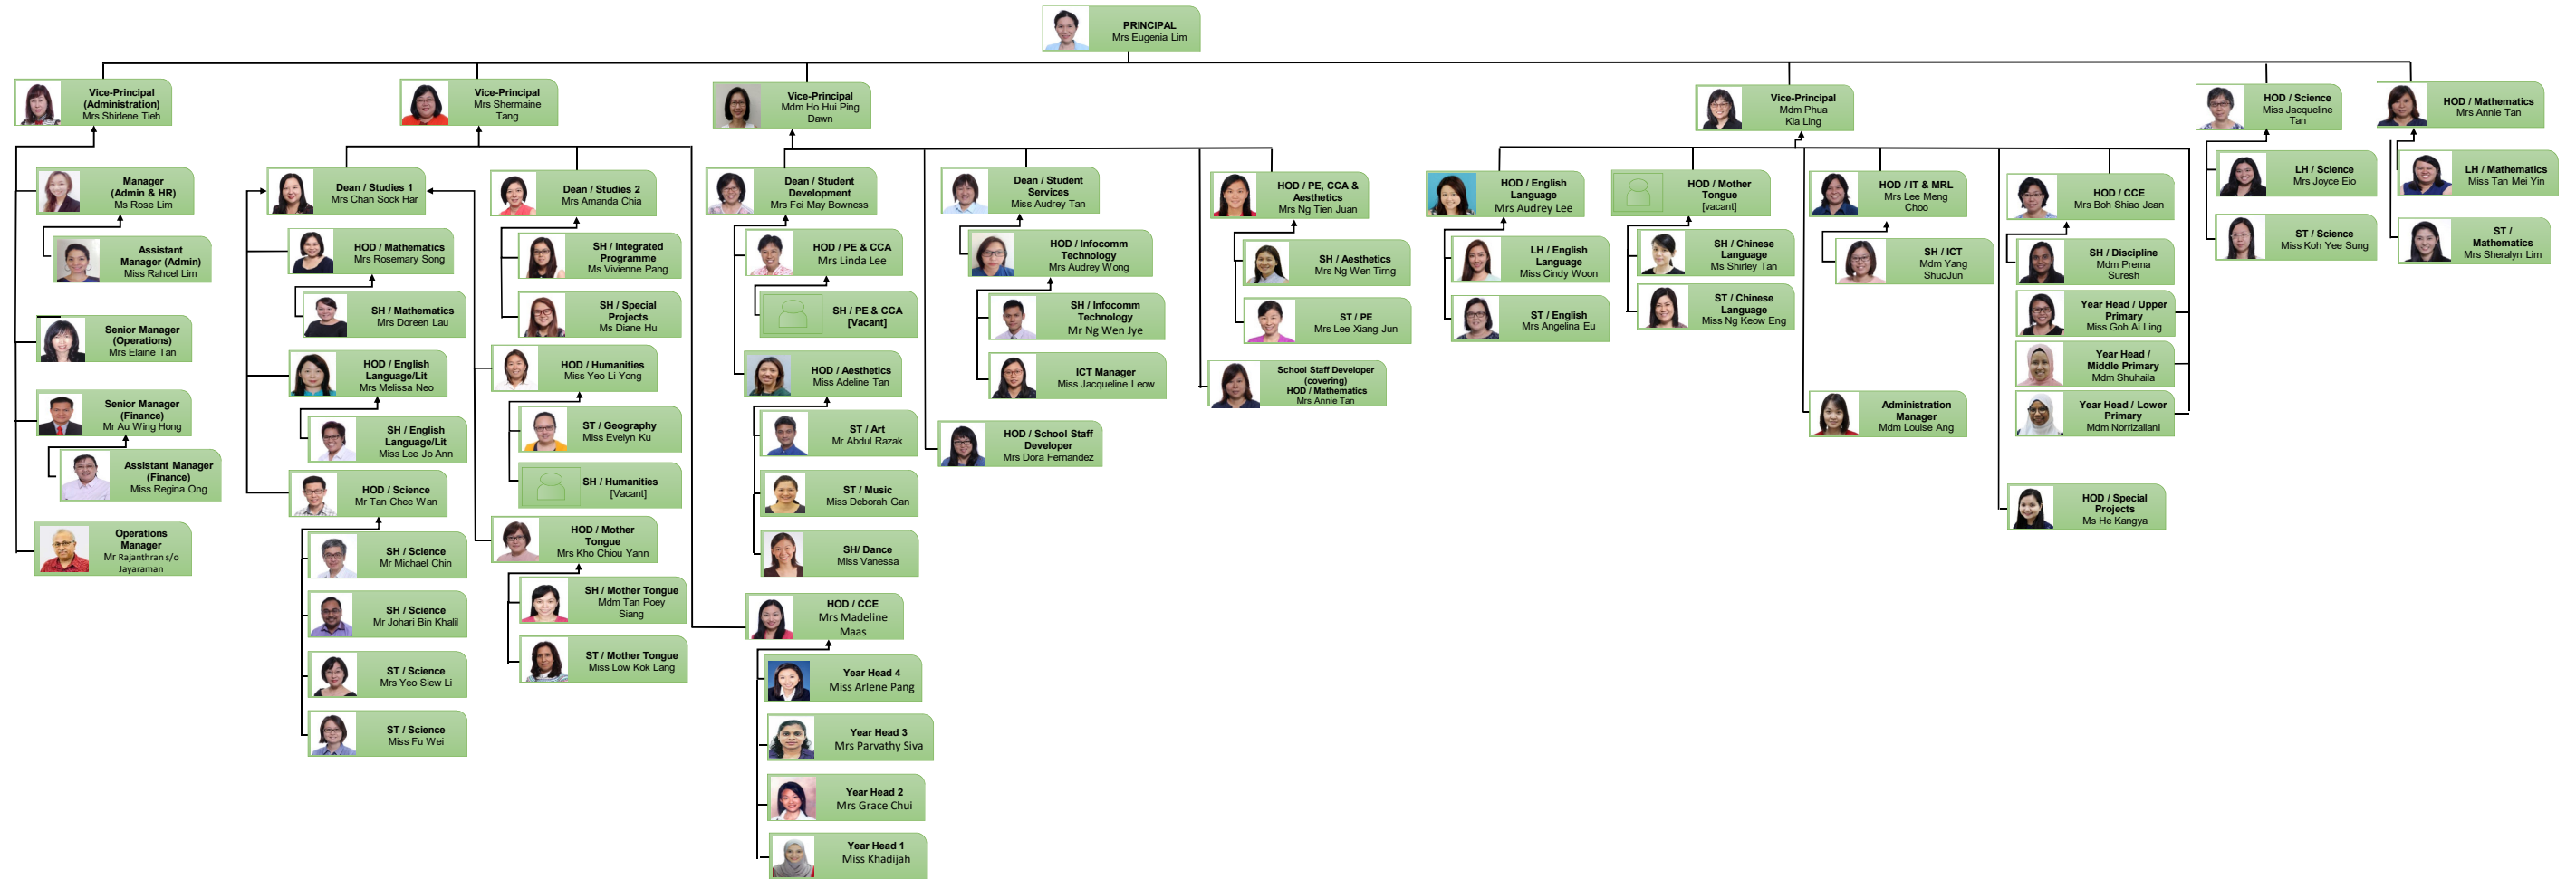 PRINCIPAL
Mrs Eugenia Lim
Vice-Principal
(Administration)
Mrs Shirlene Tieh
Vice-Principal
Mrs Shermaine
Tang
Vice-Principal
Mdm Ho Hui Ping
Dawn
Vice-Principal
Mdm Phua
Kia Ling
HOD / Science
Miss Jacqueline
Tan
HOD / Mathematics
Mrs Annie Tan
Manager
(Admin & HR)
Ms Rose Lim
Assistant
Manager (Admin)
Miss Rahcel Lim
Senior Manager
(Operations)
Mrs Elaine Tan
Senior Manager
(Finance)
Mr Au Wing Hong
Assistant Manager
(Finance)
Miss Regina Ong
Operations
Manager
Mr Rajanthran s/o
Jayaraman
Dean / Studies 1
Mrs Chan Sock Har
HOD / Mathematics
Mrs Rosemary Song
SH / Mathematics
Mrs Doreen Lau
HOD / English
Language/Lit
Mrs Melissa Neo
SH / English
Language/Lit
Miss Lee Jo Ann
HOD / Science
Mr Tan Chee Wan
SH / Science
Mr Michael Chin
SH / Science
Mr Johari Bin Khalil
ST / Science
Mrs Yeo Siew Li
ST / Science
Miss Fu Wei
Dean / Studies 2
Mrs Amanda Chia
SH / Integrated
Programme
Ms Vivienne Pang
SH / Special
Projects
Ms Diane Hu
HOD / Humanities
Miss Yeo Li Yong
ST / Geography
Miss Evelyn Ku
SH / Humanities
[Vacant]
HOD / Mother
Tongue
Mrs Kho Chiou Yann
SH / Mother Tongue
Mdm Tan Poey
Siang
ST / Mother Tongue
Miss Low Kok Lang
Dean / Student
Development
Mrs Fei May Bowness
HOD / PE & CCA
Mrs Linda Lee
SH / PE & CCA
[Vacant]
HOD / Aesthetics
Miss Adeline Tan
ST / Art
Mr Abdul Razak
ST / Music
Miss Deborah Gan
SH/ Dance
Miss Vanessa
HOD / CCE
Mrs Madeline
Maas
Year Head 4
Miss Arlene Pang
Year Head 3
Mrs Parvathy Siva
Year Head 2
Mrs Grace Chui
Year Head 1
Miss Khadijah
Dean / Student
Services
Miss Audrey Tan
HOD / Infocomm
Technology
Mrs Audrey Wong
SH / Infocomm
Technology
Mr Ng Wen Jye
ICT Manager
Miss Jacqueline Leow
HOD / School Staff
Developer
Mrs Dora Fernandez
HOD / PE, CCA &
Aesthetics
Mrs Ng Tien Juan
SH / Aesthetics
Mrs Ng Wen Tirng
ST / PE
Mrs Lee Xiang Jun
School Staff Developer
(covering)
HOD / Mathematics
Mrs Annie Tan
HOD / English
Language
Mrs Audrey Lee
LH / English
Language
Miss Cindy Woon
ST / English
Mrs Angelina Eu
HOD / Mother
Tongue
[vacant]
SH / Chinese
Language
Ms Shirley Tan
ST / Chinese
Language
Miss Ng Keow Eng
HOD / IT & MRL
Mrs Lee Meng
Choo
SH / ICT
Mdm Yang
ShuoJun
Administration
Manager
Mdm Louise Ang
HOD / CCE
Mrs Boh Shiao Jean
SH / Discipline
Mdm Prema
Suresh
Year Head / Upper
Primary
Miss Goh Ai Ling
Year Head /
Middle Primary
Mdm Shuhaila
Year Head / Lower
Primary
Mdm Norrizaliani
HOD / Special
Projects
Ms He Kangya
LH / Science
Mrs Joyce Eio
ST / Science
Miss Koh Yee Sung
LH / Mathematics
Miss Tan Mei Yin
ST /
Mathematics
Mrs Sheralyn Lim